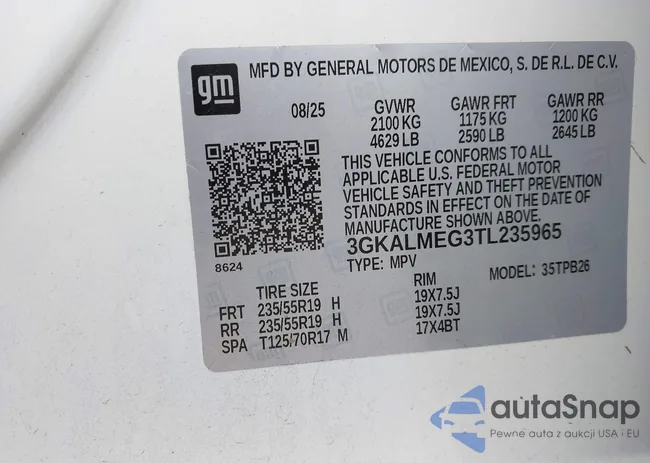 gm
MFD BY GENERAL MOTORS DE MEXICO, S. DE R.L. DE C.V.
08/25 GVWR GAWR FRT GAWR RR
2100 KG 1175 KG 1200 KG
4629 LB 2590 LB 2645 LB
THIS VEHICLE CONFORMS TO ALL
APPLICABLE U.S. FEDERAL MOTOR
VEHICLE SAFETY AND THEFT PREVENTION
STANDARDS IN EFFECT ON THE DATE OF
MANUFACTURE SHOWN ABOVE.
3GKALMEG3TL235965
8624 TYPE: MPV MODEL: 35TPB26
TIRE SIZE RIM
FRT 235/55R19 H 19X7.5J
RR 235/55R19 H 19X7.5J
SPA T125/70R17 M 17X4BT
autaSnap
Pewne auta z aukcji USA i EU